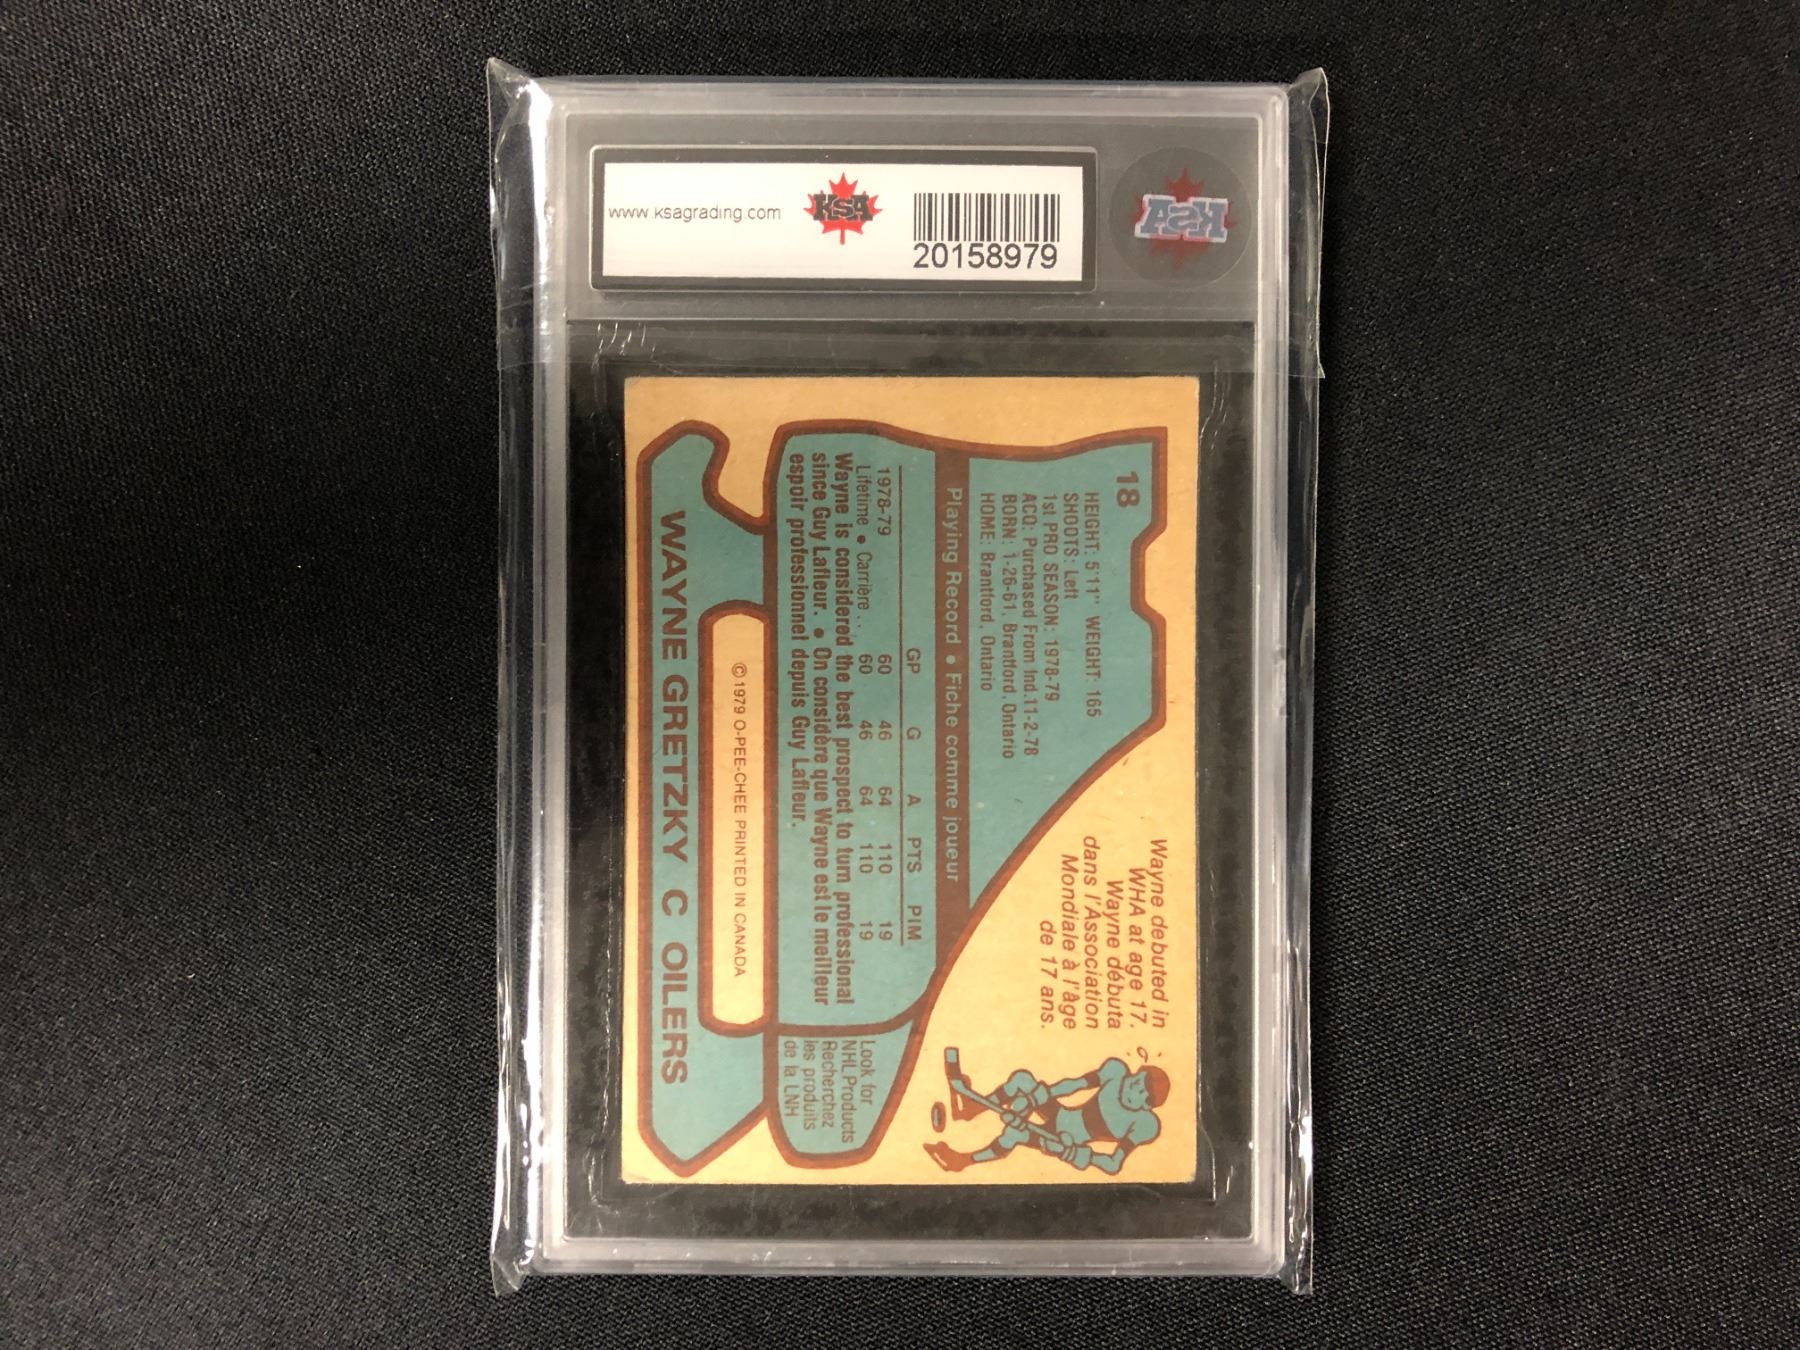 www.ksagrading.com
KSA
20158979
KSA
18
HEIGHT: 5'11" WEIGHT: 165
SHOOTS: Left
1st PRO SEASON: 1978-79
ACQ: Purchased From Ind. 11-2-78
BORN: 1-26-61, Brantford, Ontario
HOME: Brantford, Ontario
Wayne debuted in
WHA at age 17.
Wayne débuta
dans l'Association
Mondiale à l'âge
de 17 ans.
Playing Record • Fiche comme joueur
GP G A PTS PIM
1978-79 60 46 64 110 19
Lifetime • Carrière .. 60 46 64 110 19
Wayne is considered the best prospect to turn professional
since Guy Lafleur. • On considère que Wayne est le meilleur
espoir professionnel depuis Guy Lafleur.
Look for
NHL Products
Recherchez
les produits
de la LNH
© 1979 O-PEE-CHEE PRINTED IN CANADA
WAYNE GRETZKY C OILERS